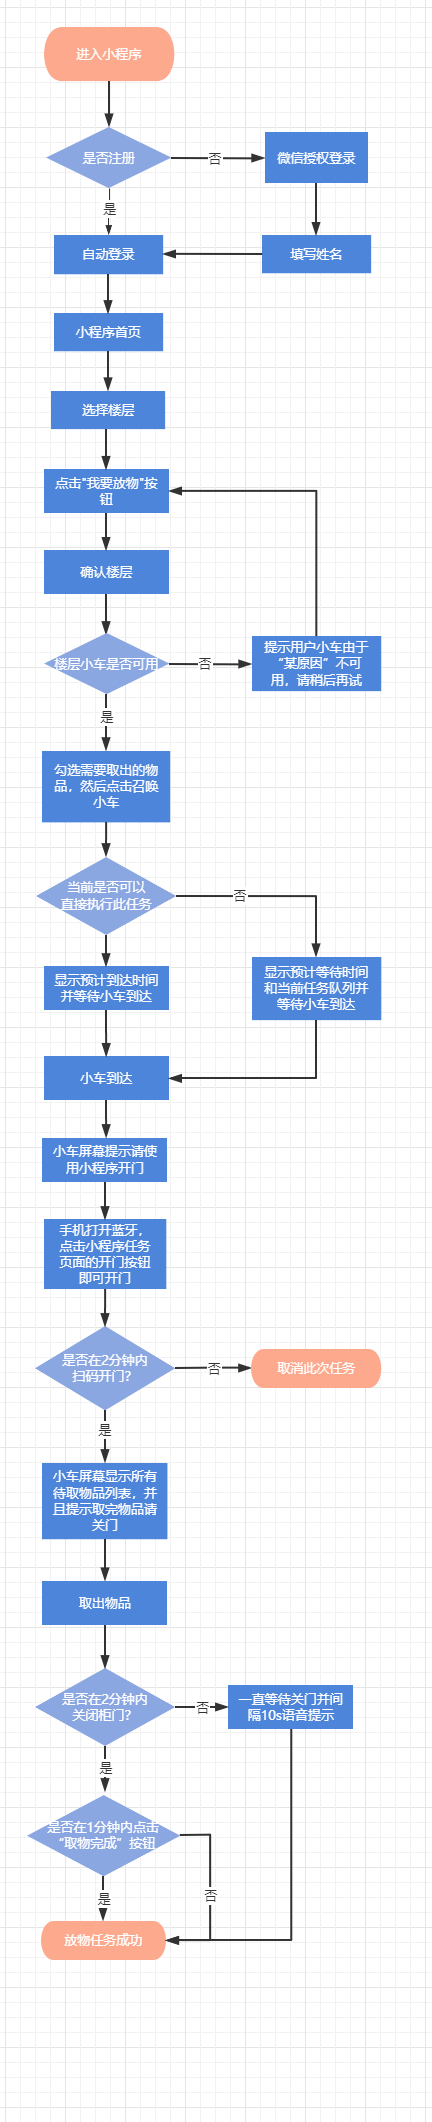 进入小程序
是否注册
否
微信授权登录
是
自动登录
填写姓名
小程序首页
选择楼层
点击"我要放物"按
钮
确认楼层
楼层小车是否可用
否
提示用户小车由于
“某原因”不可
用，请稍后再试
是
勾选需要取出的物
品，然后点击召唤
小车
当前是否可以
直接执行此任务
否
显示预计到达时间
并等待小车到达
显示预计等待时间
和当前任务队列并
等待小车到达
小车到达
小车屏幕提示请使
用小程序开门
手机打开蓝牙，
点击小程序任务
页面的开门按钮
即可开门
是否在2分钟内
扫码开门?
否
取消此次任务
是
小车屏幕显示所有
待取物品列表，并
且提示取完物品请
关门
取出物品
是否在2分钟内
关闭柜门?
否
一直等待关门并间
隔10s语音提示
是
是否在1分钟内点击
“取物完成”按钮
否
是
放物任务成功